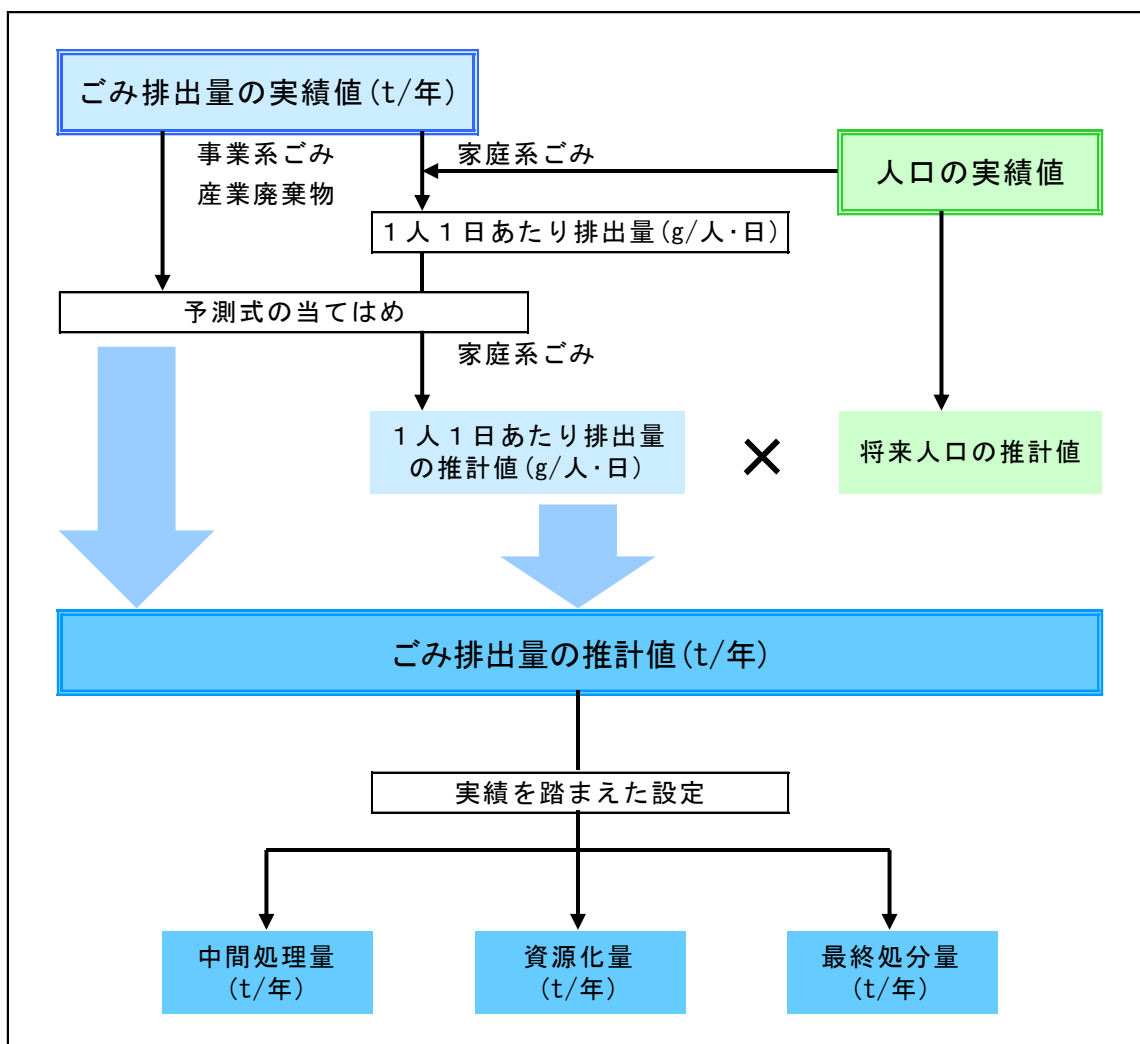 ごみ排出量の実績値(t/年)
事業系ごみ
産業廃棄物
家庭系ごみ
人口の実績値
1人1日あたり排出量(g/人・日)
予測式の当てはめ
家庭系ごみ
1人1日あたり排出量
の推計値(g/人・日)
×
将来人口の推計値
ごみ排出量の推計値(t/年)
実績を踏まえた設定
中間処理量
(t/年)
資源化量
(t/年)
最終処分量
(t/年)